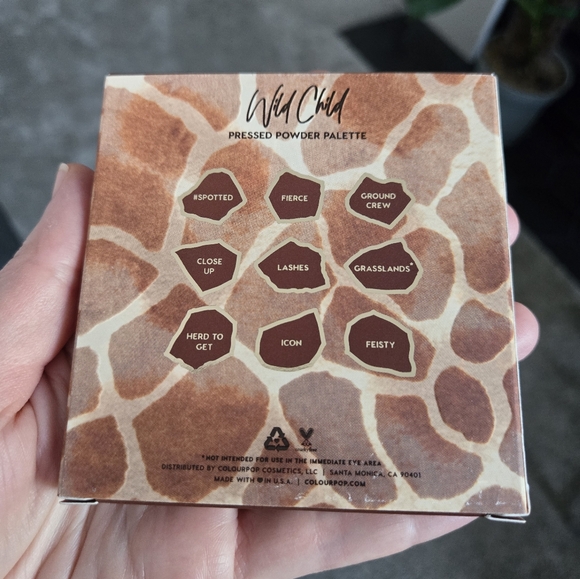 Wild Child
PRESSED POWDER PALETTE
#SPOTTED
FIERCE
GROUND
CREW
CLOSE
UP
LASHES
GRASSLANDS*
HERD TO
GET
ICON
FEISTY
*NOT INTENDED FOR USE IN THE IMMEDIATE EYE AREA
DISTRIBUTED BY COLOURPOP COSMETICS, LLC | SANTA MONICA, CA 90401
MADE WITH ♥ IN U.S.A. | COLOURPOP.COM